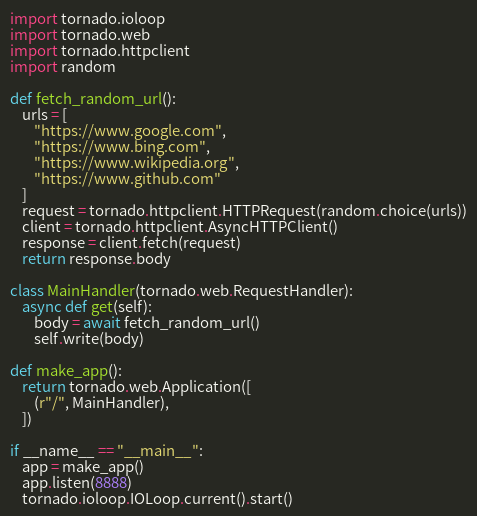 import tornado.ioloop
import tornado.web
import tornado.httpclient
import random

def fetch_random_url():
    urls = [
        "https://www.google.com",
        "https://www.bing.com",
        "https://www.wikipedia.org",
        "https://www.github.com"
    ]
    request = tornado.httpclient.HTTPRequest(random.choice(urls))
    client = tornado.httpclient.AsyncHTTPClient()
    response = client.fetch(request)
    return response.body

class MainHandler(tornado.web.RequestHandler):
    async def get(self):
        body = await fetch_random_url()
        self.write(body)

def make_app():
    return tornado.web.Application([
        (r"/", MainHandler),
    ])

if __name__ == "__main__":
    app = make_app()
    app.listen(8888)
    tornado.ioloop.IOLoop.current().start()